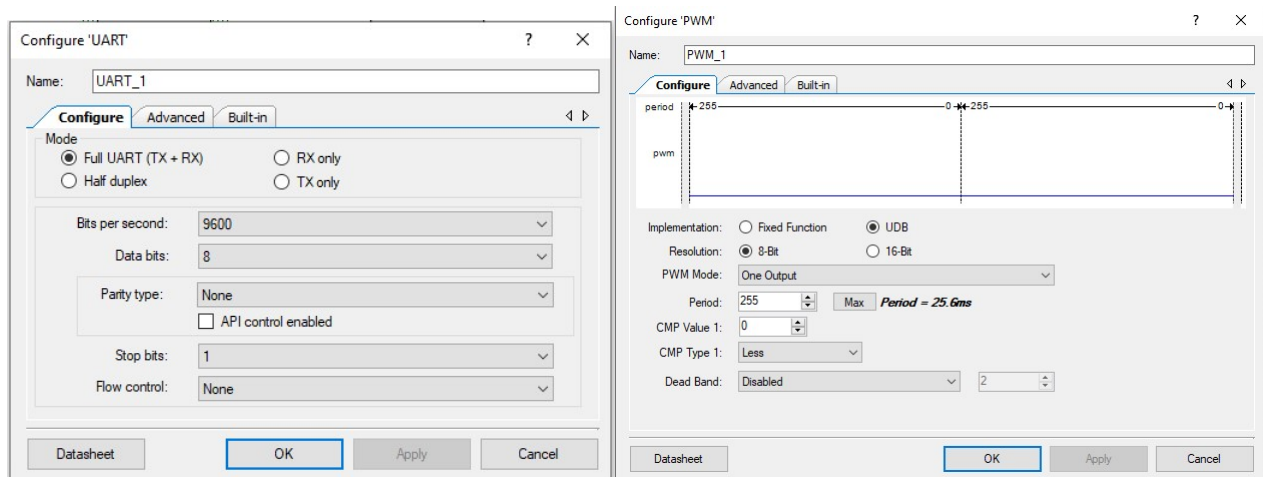 Configure 'UART'
?
Name: UART_1
Configure Advanced Built-in
Mode
Full UART (TX + RX) RX only
Half duplex TX only
Bits per second: 9600
Data bits: 8
Parity type: None
API control enabled
Stop bits: 1
Flow control: None
Datasheet OK Apply Cancel
Configure 'PWM'
?
Name: PWM_1
Configure Advanced Built-in
period 255 0 255 0
pwm
Implementation: Fixed Function UDB
Resolution: 8-Bit 16-Bit
PWM Mode: One Output
Period: 255 Max Period = 25.6ms
CMP Value 1: 0
CMP Type 1: Less
Dead Band: Disabled 2
Datasheet OK Apply Cancel